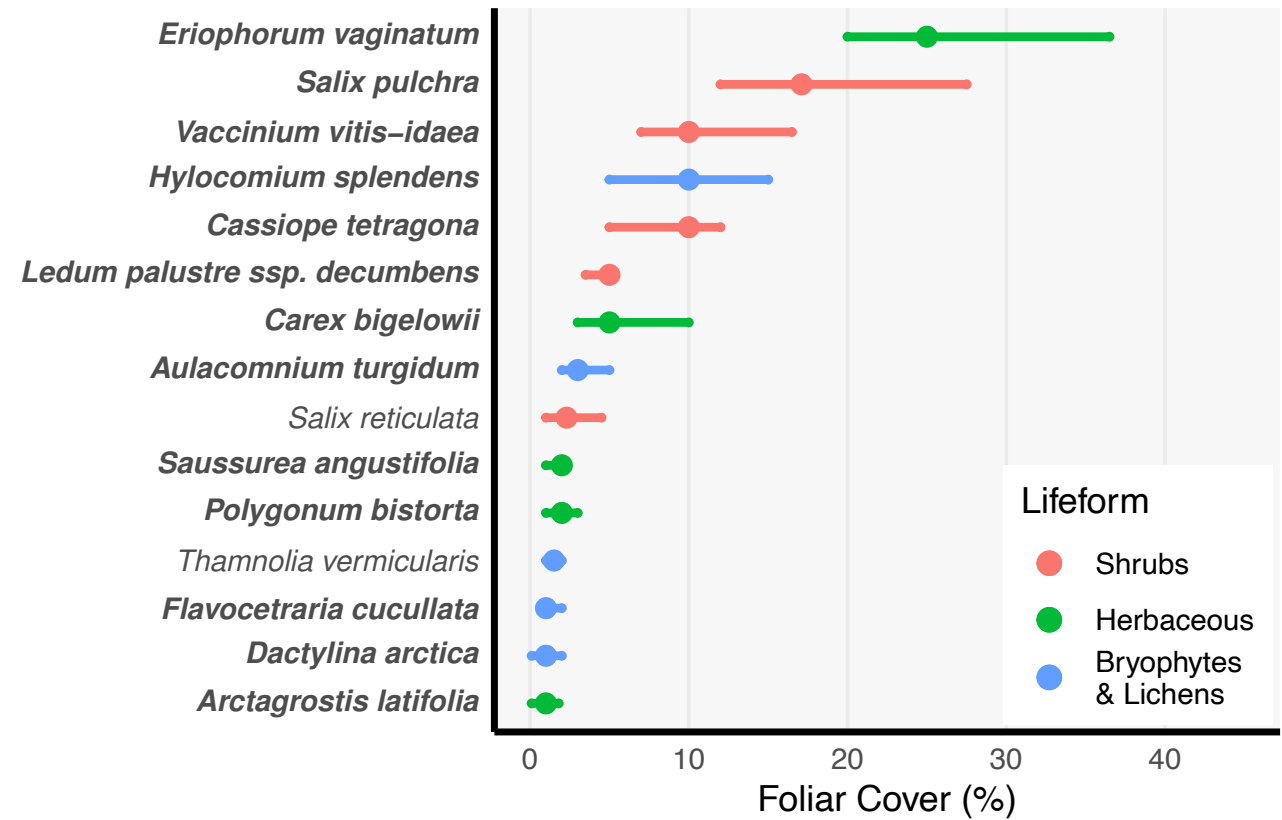 Eriophorum vaginatum
Salix pulchra
Vaccinium vitis−idaea
Hylocomium splendens
Cassiope tetragona
Ledum palustre ssp. decumbens
Carex bigelowii
Aulacomnium turgidum
Salix reticulata
Saussurea angustifolia
Polygonum bistorta
Thamnolia vermicularis
Flavocetraria cucullata
Dactylina arctica
Arctagrostis latifolia
Lifeform
Shrubs
Herbaceous
Bryophytes
& Lichens
0 10 20 30 40
Foliar Cover (%)